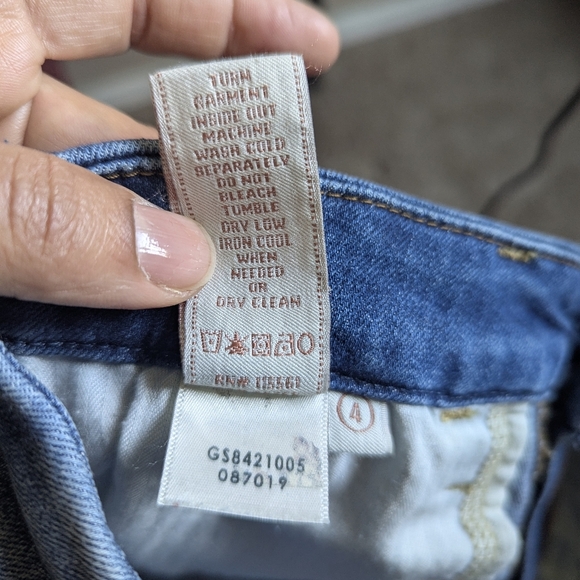 TURN
GARMENT
INSIDE OUT
MACHINE
WASH COLD
SEPARATELY
DO NOT
BLEACH
TUMBLE
DRY LOW
IRON COOL
WHEN
NEEDED
OR
DRY CLEAN
RN# 115561
4
GS8421005
087019